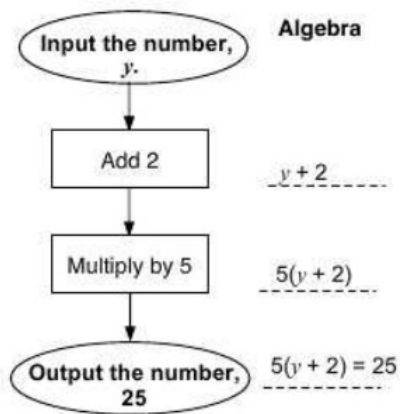 Algebra
Input the number,
y.
Add 2
y + 2
Multiply by 5
5(y + 2)
Output the number,
25
5(y + 2) = 25